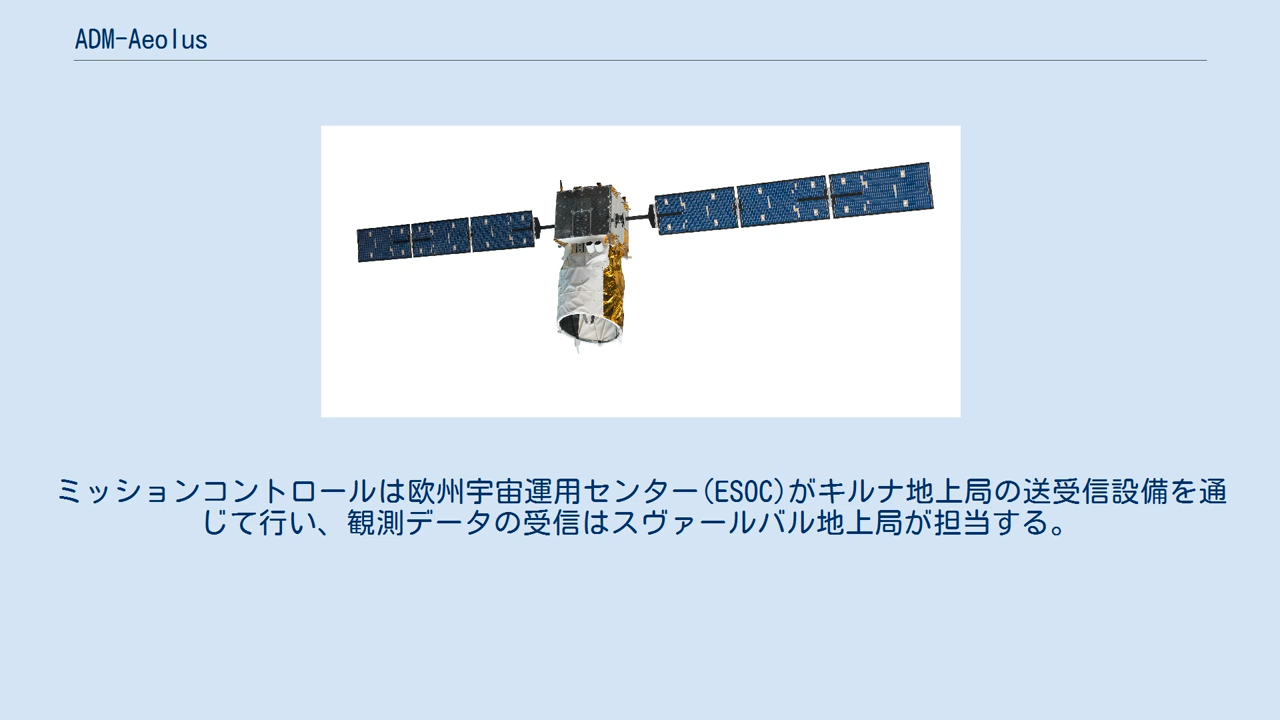 ADM-Aeolus
ミッションコントロールは欧州宇宙運用センター(ESOC)がキルナ地上局の送受信設備を通
じて行い、観測データの受信はスヴァールバル地上局が担当する。